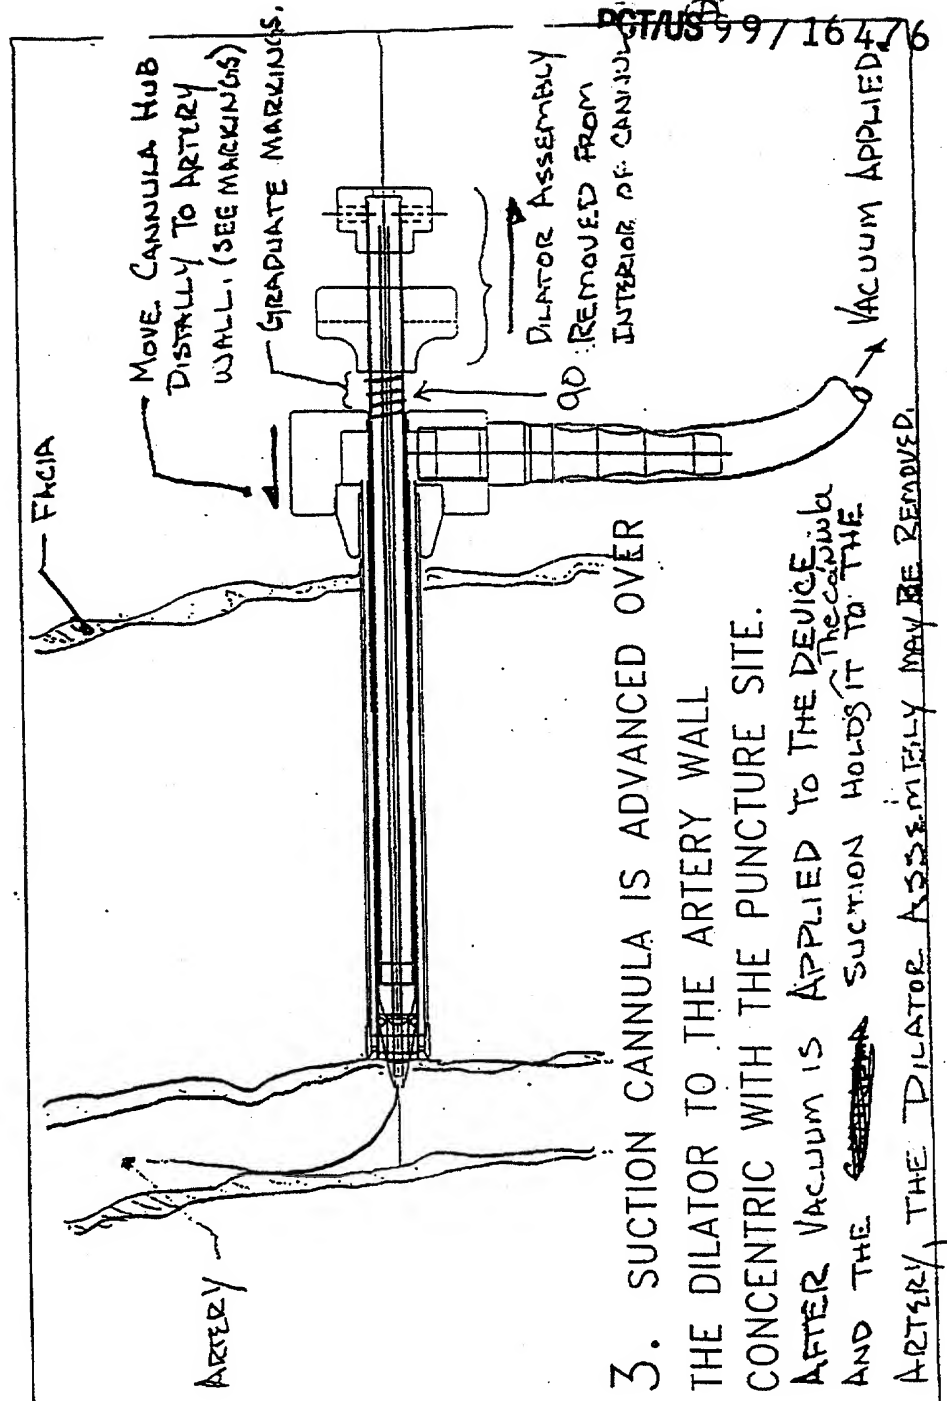 PCT/US 99/16476
FACIA
MOVE CANNULA HUB
DISTALLY TO ARTERY
WALL. (SEE MARKINGS)
GRADUATE MARKINGS.
DILATOR ASSEMBLY
REMOVED FROM
INTERIOR OF CANNUL
90
VACUUM APPLIED.
ARTERY
3. SUCTION CANNULA IS ADVANCED OVER
THE DILATOR TO THE ARTERY WALL
CONCENTRIC WITH THE PUNCTURE SITE.
AFTER VACUUM IS APPLIED TO THE DEVICE
The cannula
AND THE SUCTION HOLDS IT TO THE
ARTERY, THE DILATOR ASSEMBLY MAY BE REMOVED.